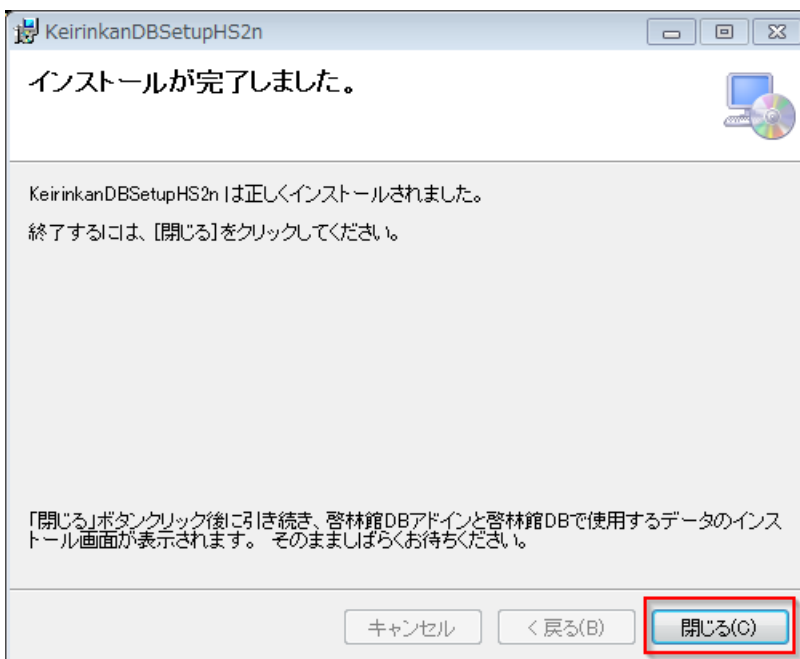 KeirinkanDBSetupHS2n
インストールが完了しました。
KeirinkanDBSetupHS2n は正しくインストールされました。
終了するには、[閉じる]をクリックしてください。
「閉じる」ボタンクリック後に引き続き、啓林館DBアドインと啓林館DBで使用するデータのインス
トール画面が表示されます。 そのまましばらくお待ちください。
キャンセル
< 戻る(B)
閉じる(C)